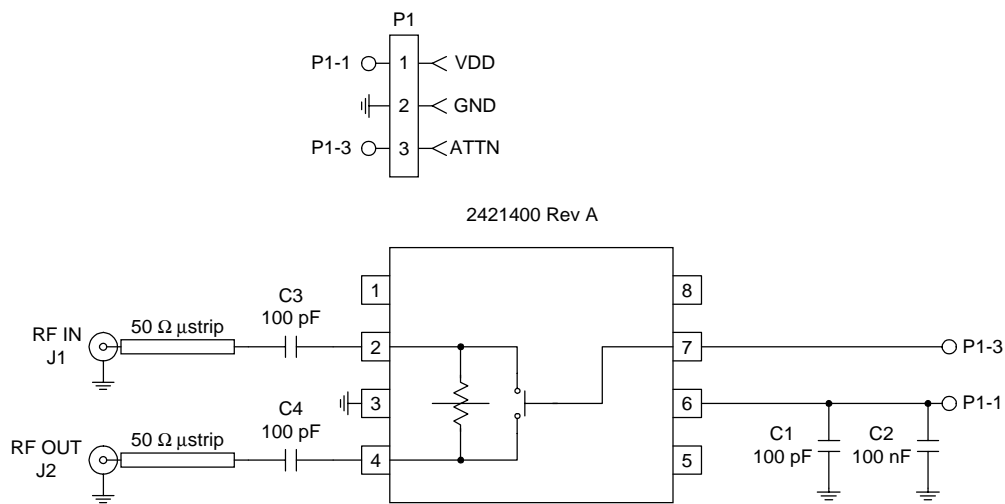 P1
P1-1
1
VDD
2
GND
P1-3
3
ATTN
2421400 Rev A
1
8
C3
100 pF
RF IN
J1
50 Ω μstrip
2
7
P1-3
3
6
P1-1
C4
100 pF
C1
100 pF
C2
100 nF
RF OUT
J2
50 Ω μstrip
4
5